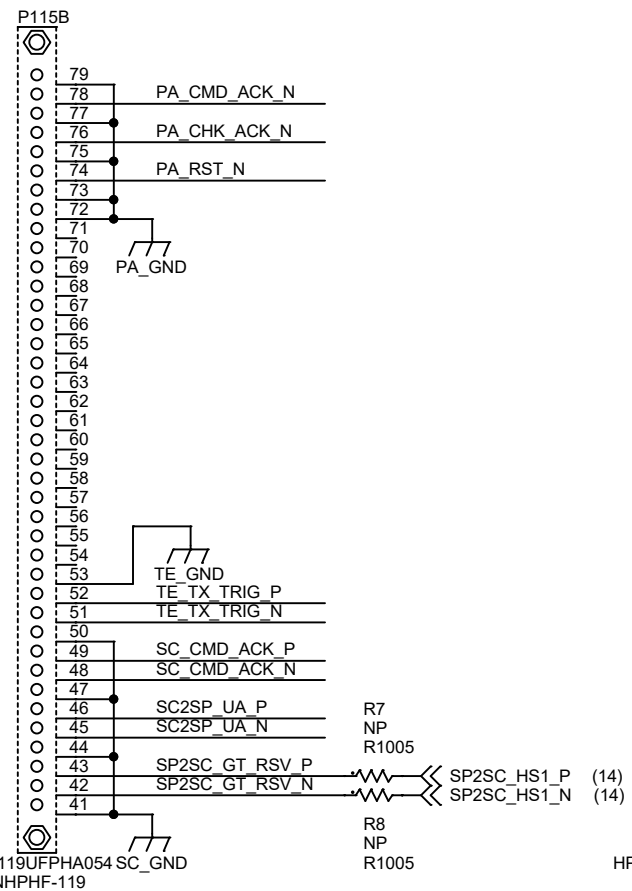 P115B
79
78 PA_CMD_ACK_N
77
76 PA_CHK_ACK_N
75
74 PA_RST_N
73
72
71
70
PA_GND
69
68
67
66
65
64
63
62
61
60
59
58
57
56
55
54
53
TE_GND
52 TE_TX_TRIG_P
51 TE_TX_TRIG_N
50
49 SC_CMD_ACK_P
48 SC_CMD_ACK_N
47
46 SC2SP_UA_P
45 SC2SP_UA_N
R7
NP
R1005
44
43 SP2SC_GT_RSV_P SP2SC_HS1_P (14)
42 SP2SC_GT_RSV_N SP2SC_HS1_N (14)
41
R8
NP
R1005
119UFPHA054 SC_GND HF
NHPHF-119